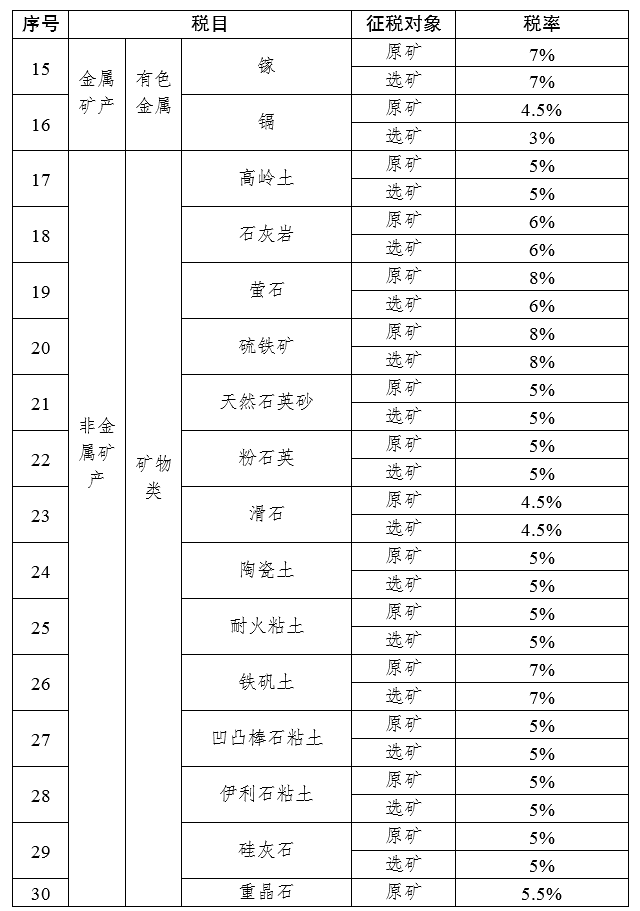 序号 税目 征税对象 税率
15 金属矿产 有色金属 镓 原矿 7%
选矿 7%
16 镉 原矿 4.5%
选矿 3%
17 非金属矿产 矿物类 高岭土 原矿 5%
选矿 5%
18 石灰岩 原矿 6%
选矿 6%
19 萤石 原矿 8%
选矿 6%
20 硫铁矿 原矿 8%
选矿 8%
21 天然石英砂 原矿 5%
选矿 5%
22 粉石英 原矿 5%
选矿 5%
23 滑石 原矿 4.5%
选矿 4.5%
24 陶瓷土 原矿 5%
选矿 5%
25 耐火粘土 原矿 5%
选矿 5%
26 铁矾土 原矿 7%
选矿 7%
27 凹凸棒石粘土 原矿 5%
选矿 5%
28 伊利石粘土 原矿 5%
选矿 5%
29 硅灰石 原矿 5%
选矿 5%
30 重晶石 原矿 5.5%